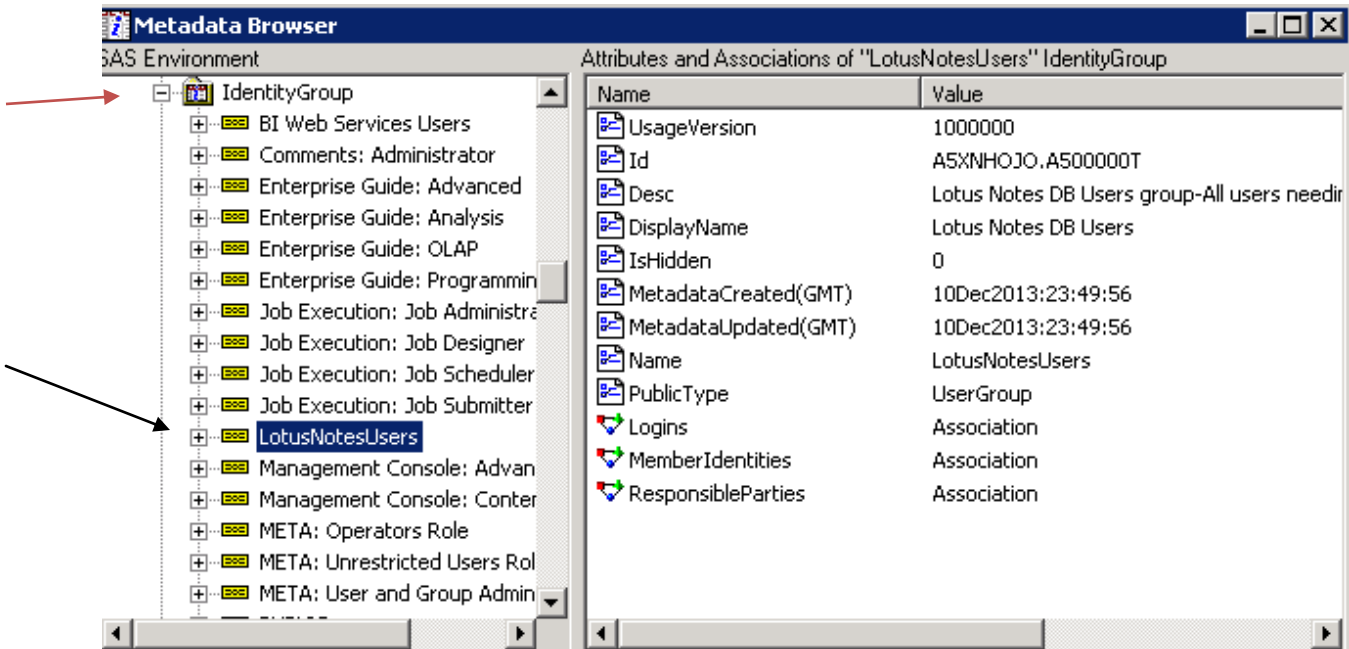 Metadata Browser
SAS Environment
Attributes and Associations of "LotusNotesUsers" IdentityGroup
IdentityGroup
BI Web Services Users
Comments: Administrator
Enterprise Guide: Advanced
Enterprise Guide: Analysis
Enterprise Guide: OLAP
Enterprise Guide: Programmin
Job Execution: Job Administra
Job Execution: Job Designer
Job Execution: Job Scheduler
Job Execution: Job Submitter
LotusNotesUsers
Management Console: Advan
Management Console: Conter
META: Operators Role
META: Unrestricted Users Rol
META: User and Group Admin
Name Value
UsageVersion 1000000
Id A5XNHOJO.A500000T
Desc Lotus Notes DB Users group-All users needin
DisplayName Lotus Notes DB Users
IsHidden 0
MetadataCreated(GMT) 10Dec2013:23:49:56
MetadataUpdated(GMT) 10Dec2013:23:49:56
Name LotusNotesUsers
PublicType UserGroup
Logins Association
MemberIdentities Association
ResponsibleParties Association